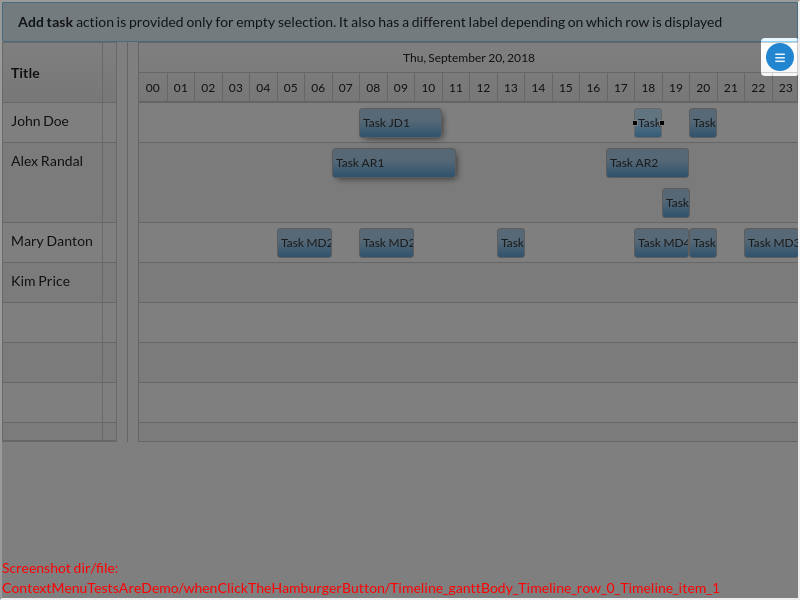 Add task action is provided only for empty selection. It also has a different label depending on which row is displayed
Title
Thu, September 20, 2018
00 01 02 03 04 05 06 07 08 09 10 11 12 13 14 15 16 17 18 19 20 21 22 23
John Doe
Task JD1
Task
Task
Alex Randal
Task AR1
Task AR2
Task
Mary Danton
Task MD2
Task MD2
Task
Task MD4
Task
Task MD3
Kim Price
Screenshot dir/file:
ContextMenuTestsAreDemo/whenClickTheHamburgerButton/Timeline_ganttBody_Timeline_row_0_Timeline_item_1